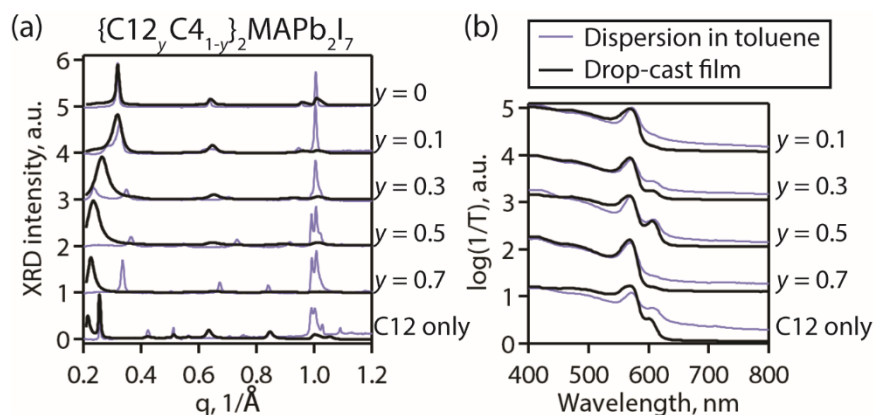 (a) {C12yC41-y}2MAPb2I7
XRD intensity, a.u.
6
5
4
3
2
1
0
y = 0
y = 0.1
y = 0.3
y = 0.5
y = 0.7
C12 only
0.2 0.4 0.6 0.8 1.0 1.2
q, 1/Å
Dispersion in toluene
Drop-cast film
(b)
log(1/T), a.u.
5
4
3
2
1
0
y = 0.1
y = 0.3
y = 0.5
y = 0.7
C12 only
400 500 600 700 800
Wavelength, nm